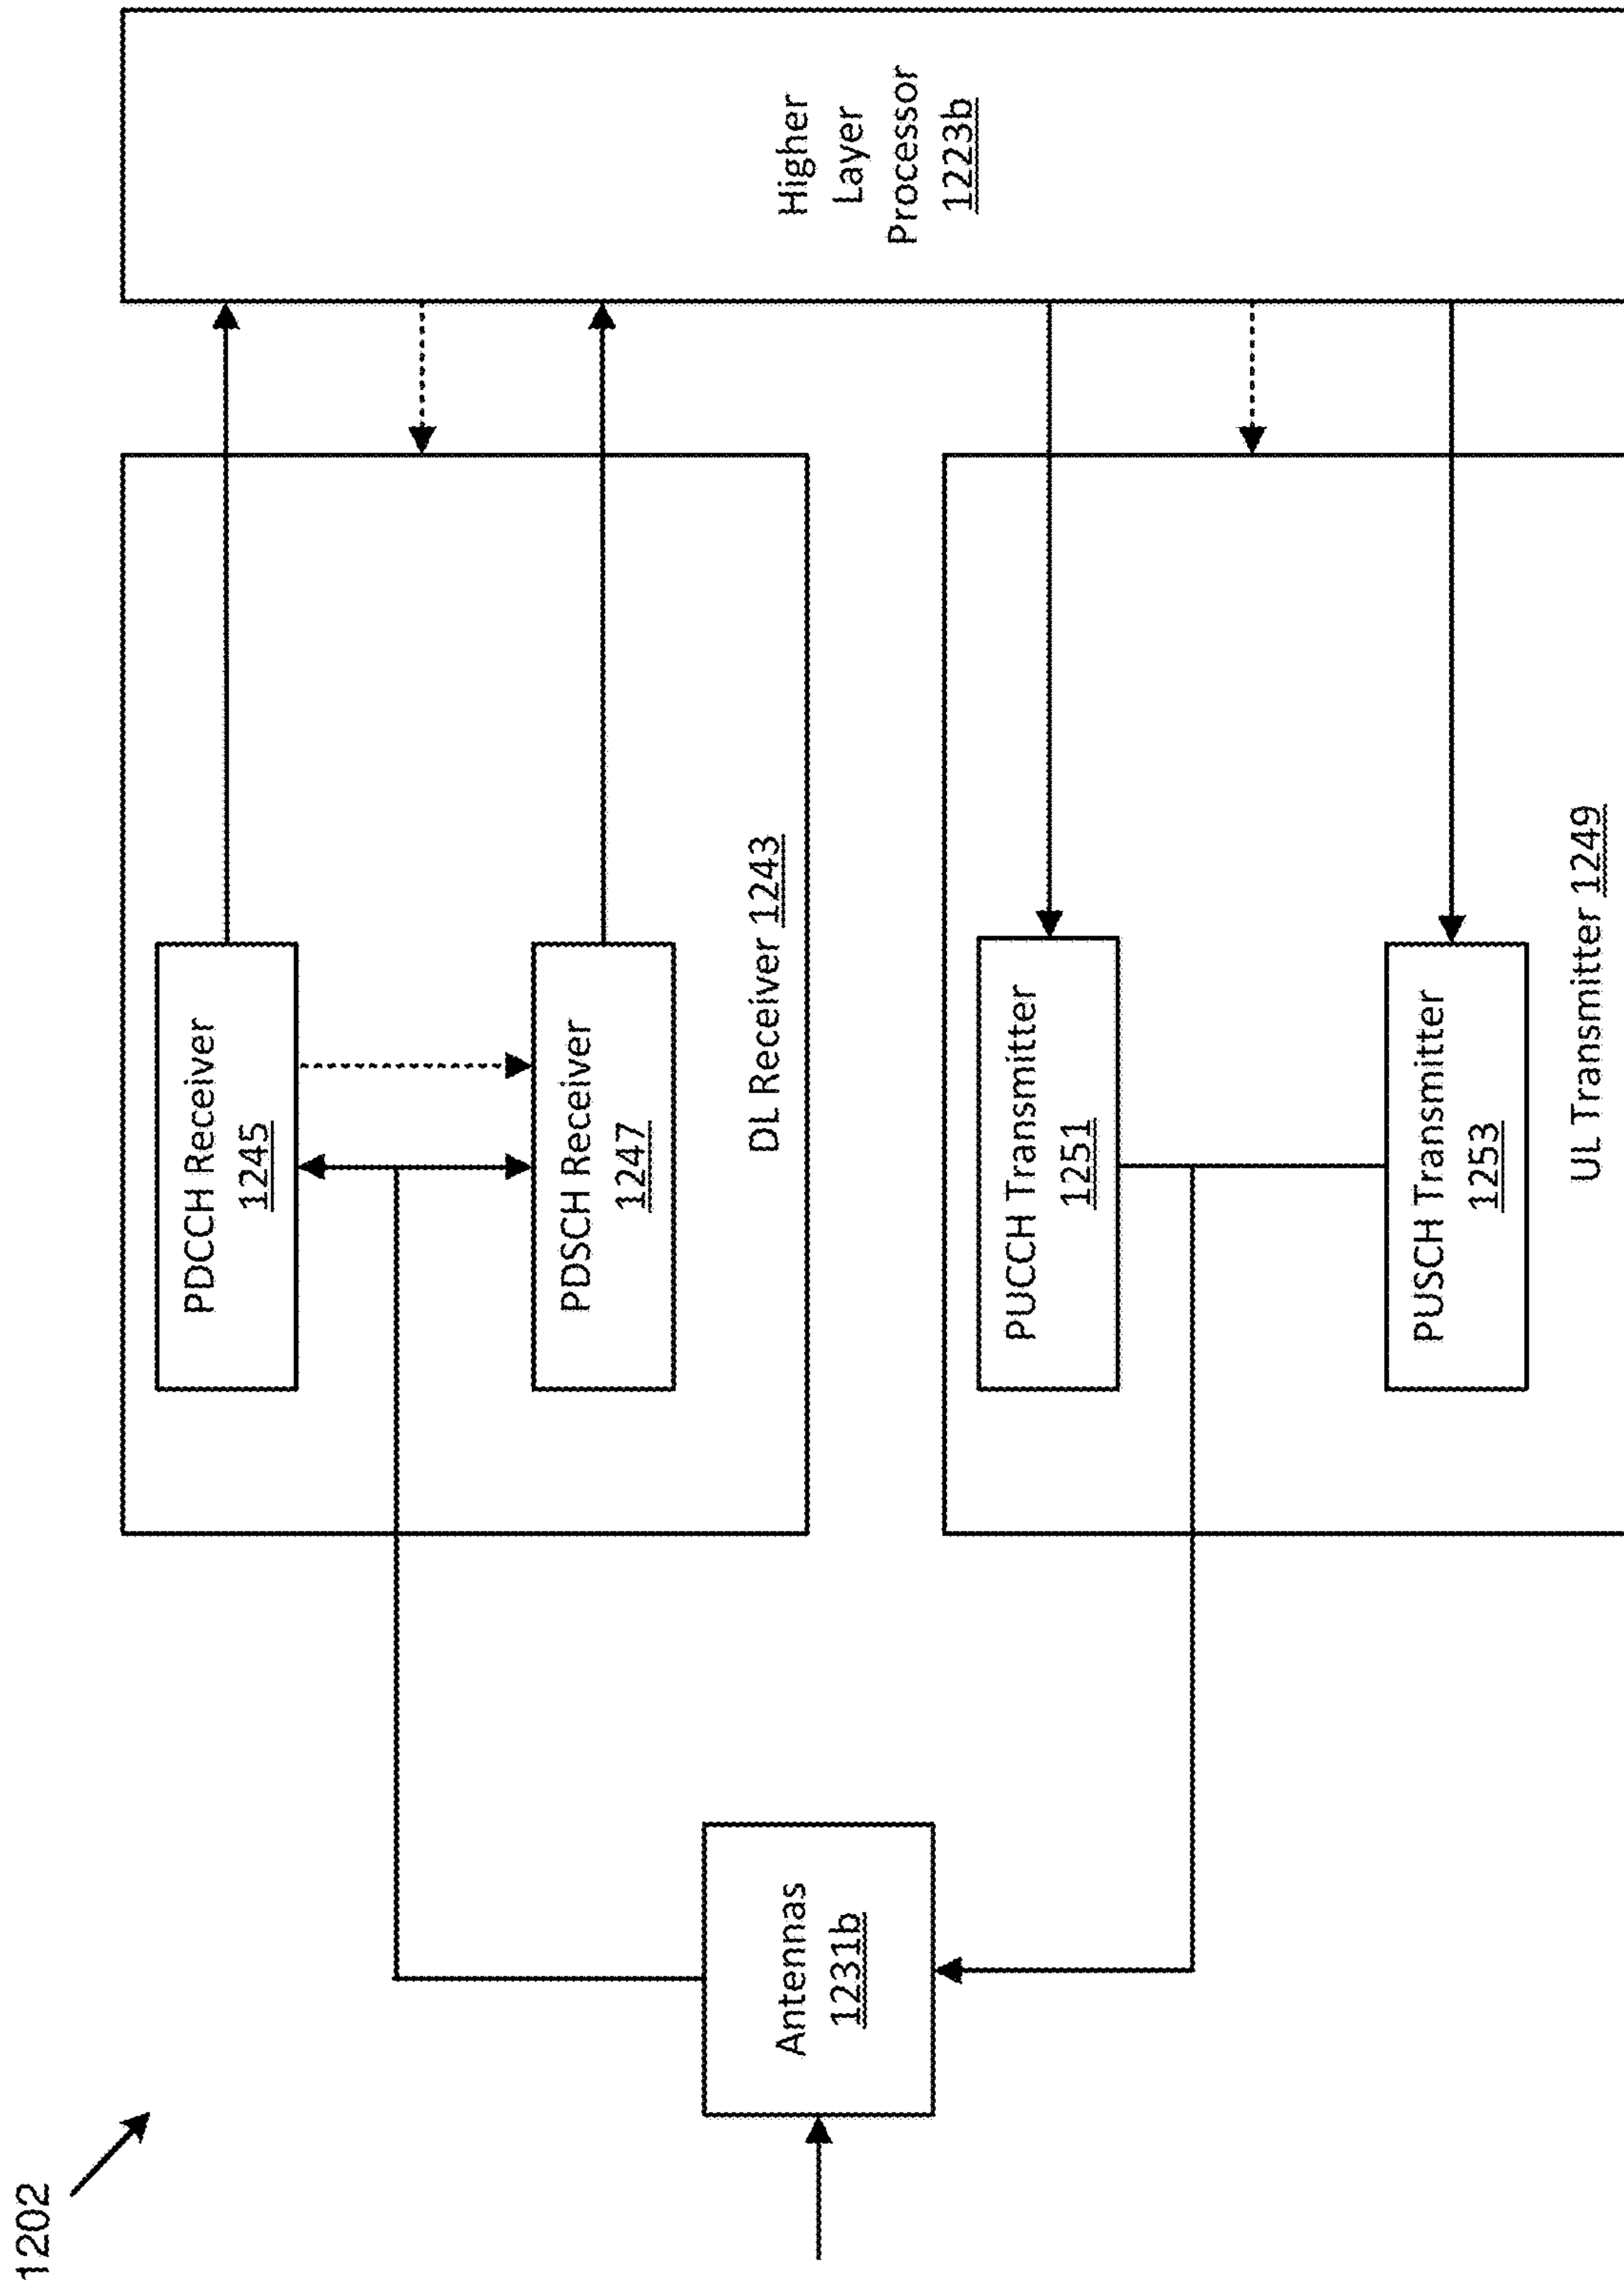 1202
Antennas
1231b
PDCCH Receiver
1245
PDSCH Receiver
1247
DL Receiver 1243
PUCCH Transmitter
1251
PUSCH Transmitter
1253
UL Transmitter 1249
Higher
Layer
Processor
1223b